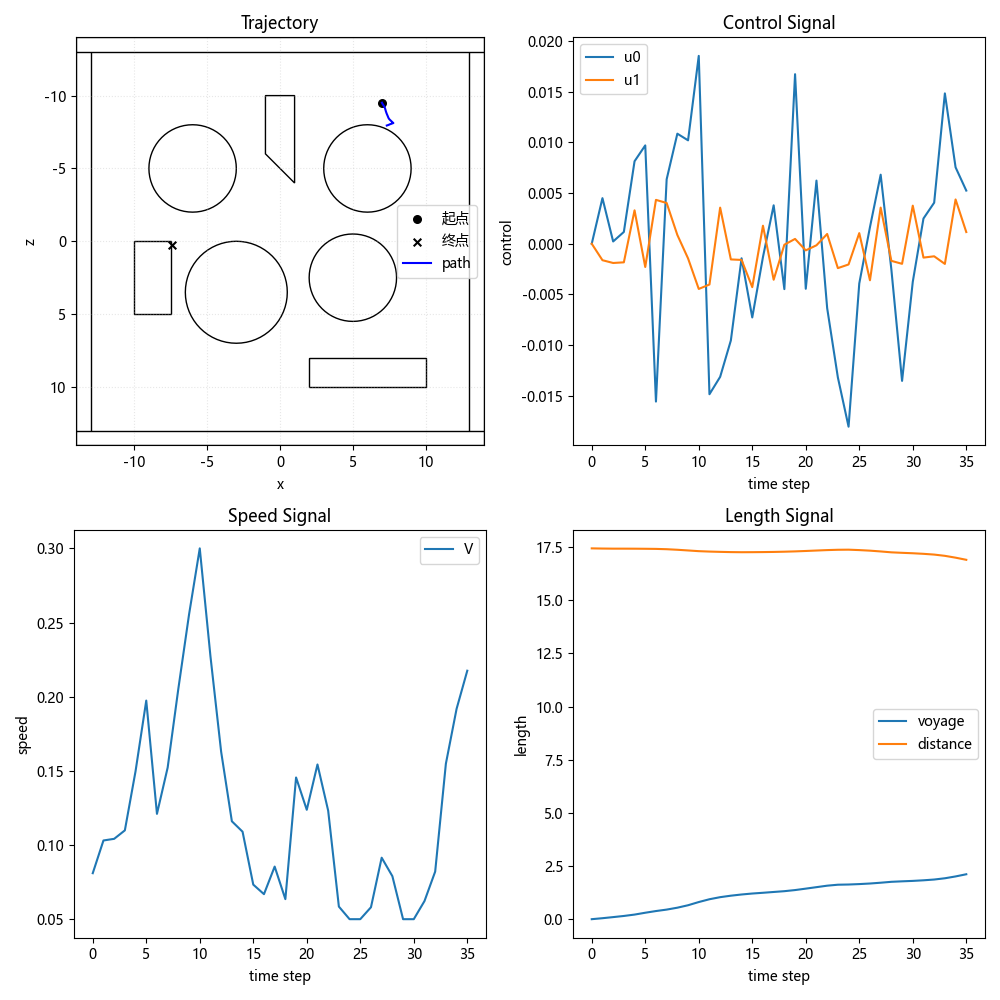 Trajectory
-10
-5
0
5
10
z
-10 -5 0 5 10
x
起点
终点
path
Control Signal
0.020
0.015
0.010
0.005
0.000
-0.005
-0.010
-0.015
control
u0
u1
0 5 10 15 20 25 30 35
time step
Speed Signal
0.30
0.25
0.20
0.15
0.10
0.05
speed
V
0 5 10 15 20 25 30 35
time step
Length Signal
17.5
15.0
12.5
10.0
7.5
5.0
2.5
0.0
length
voyage
distance
0 5 10 15 20 25 30 35
time step